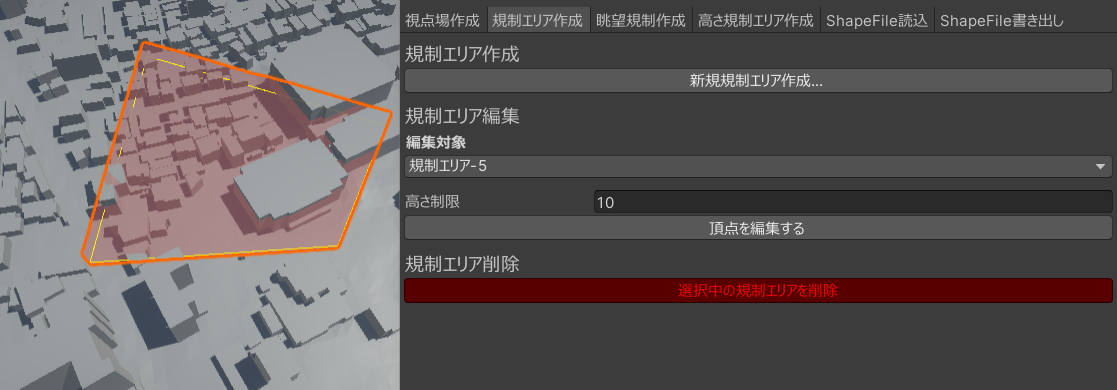 視点場作成 規制エリア作成 眺望規制作成 高さ規制エリア作成 ShapeFile読込 ShapeFile書き出し
規制エリア作成
新規規制エリア作成...
規制エリア編集
編集対象
規制エリア-5
高さ制限 10
頂点を編集する
規制エリア削除
選択中の規制エリアを削除